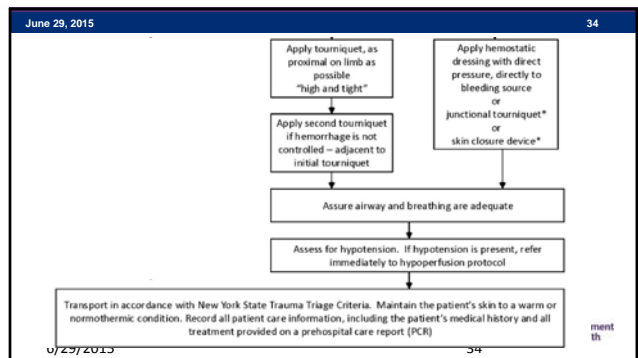 June 29, 2015 34
Apply tourniquet, as
proximal on limb as
possible
"high and tight"
Apply hemostatic
dressing with direct
pressure, directly to
bleeding source
or
junctional tourniquet*
or
skin closure device*
Apply second tourniquet
if hemorrhage is not
controlled – adjacent to
initial tourniquet
Assure airway and breathing are adequate
Assess for hypotension. If hypotension is present, refer
immediately to hypoperfusion protocol
Transport in accordance with New York State Trauma Triage Criteria. Maintain the patient's skin to a warm or
normothermic condition. Record all patient care information, including the patient's medical history and all
treatment provided on a prehospital care report (PCR)
ment
th
6/29/2015 34